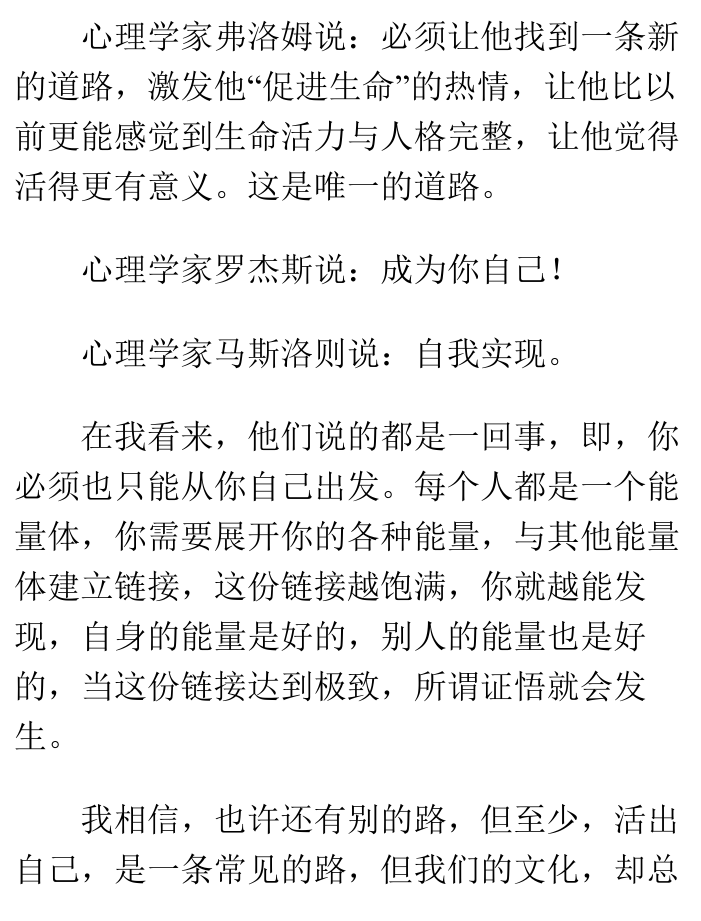 心理学家弗洛姆说：必须让他找到一条新
的道路，激发他“促进生命”的热情，让他比以
前更能感觉到生命活力与人格完整，让他觉得
活得更有意义。这是唯一的道路。
心理学家罗杰斯说：成为你自己！
心理学家马斯洛则说：自我实现。
在我看来，他们说的都是一回事，即，你
必须也只能从你自己出发。每个人都是一个能
量体，你需要展开你的各种能量，与其他能量
体建立链接，这份链接越饱满，你就越能发
现，自身的能量是好的，别人的能量也是好
的，当这份链接达到极致，所谓证悟就会发
生。
我相信，也许还有别的路，但至少，活出
自己，是一条常见的路，但我们的文化，却总